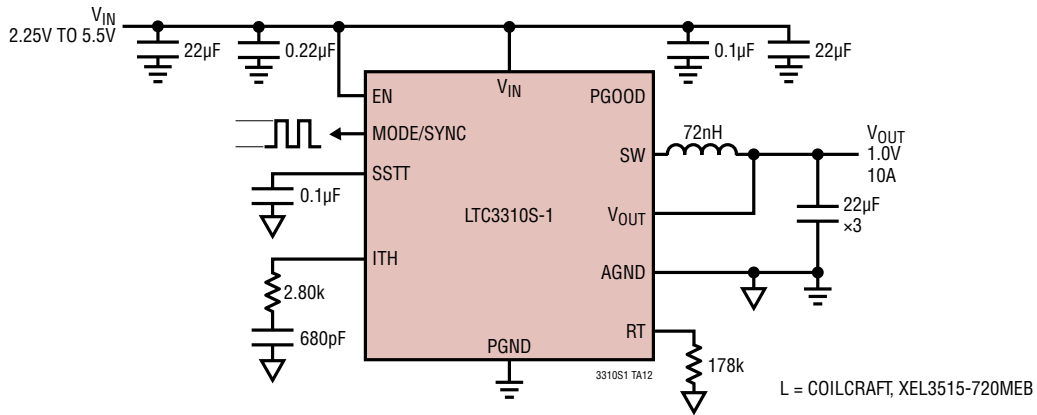 VIN
2.25V TO 5.5V
22µF
0.22µF
0.1µF
22µF
EN
VIN
PGOOD
MODE/SYNC
72nH
VOUT
1.0V
10A
SW
SSTT
0.1µF
LTC3310S-1
VOUT
22µF
×3
ITH
AGND
2.80k
680pF
RT
PGND
178k
3310S1 TA12
L = COILCRAFT, XEL3515-720MEB